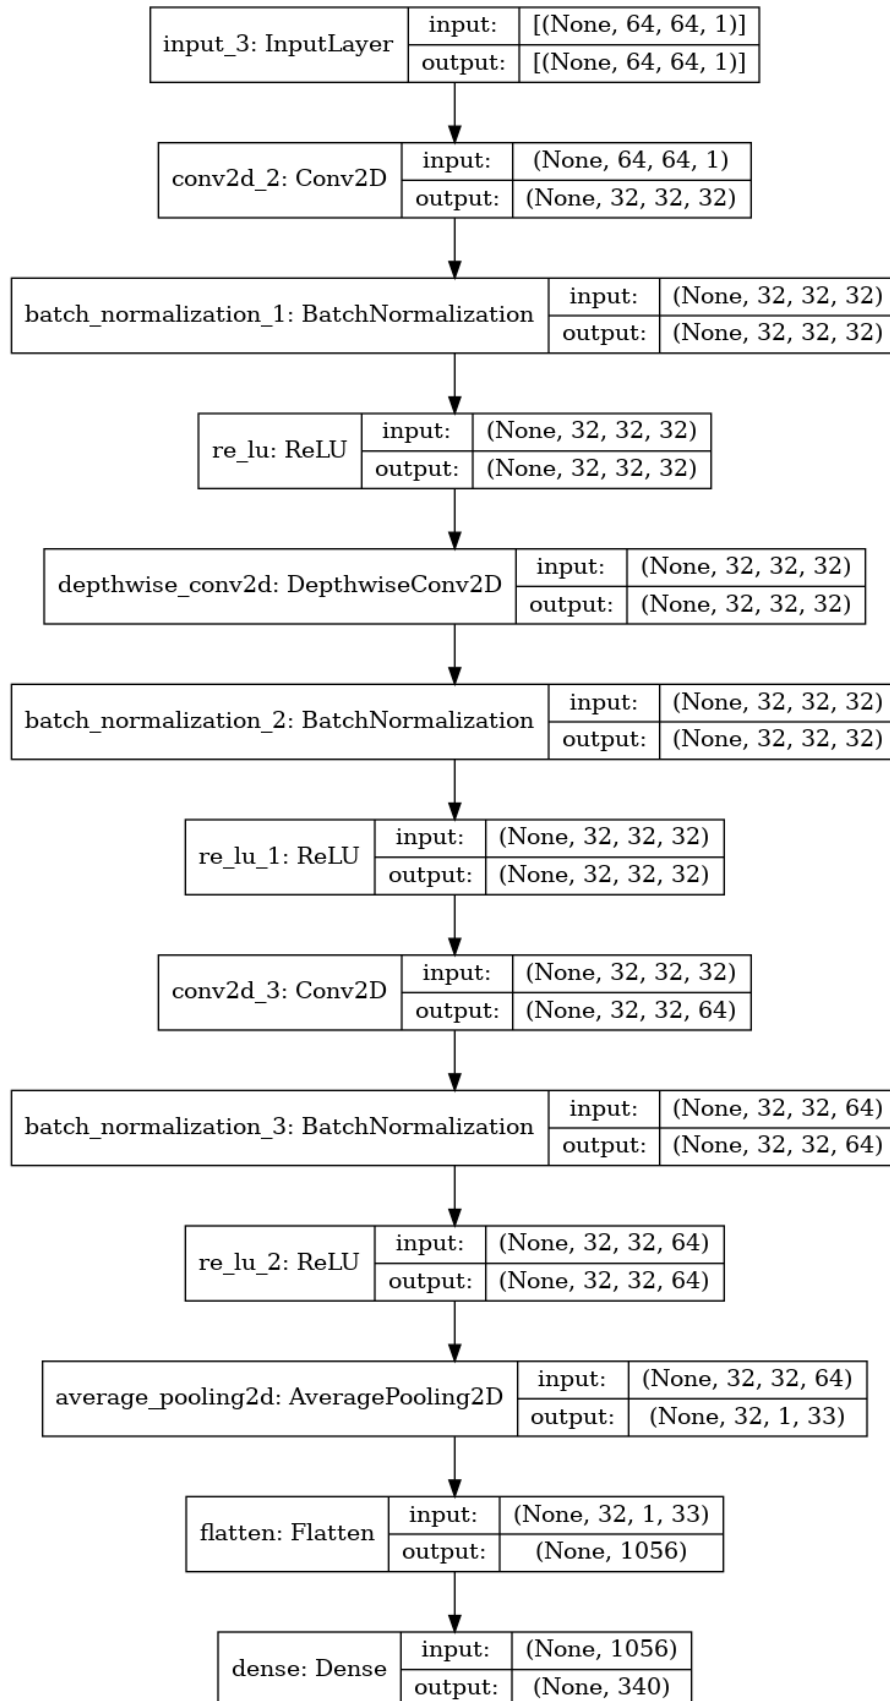 input_3: InputLayer
input: [(None, 64, 64, 1)]
output: [(None, 64, 64, 1)]
conv2d_2: Conv2D
input: (None, 64, 64, 1)
output: (None, 32, 32, 32)
batch_normalization_1: BatchNormalization
input: (None, 32, 32, 32)
output: (None, 32, 32, 32)
re_lu: ReLU
input: (None, 32, 32, 32)
output: (None, 32, 32, 32)
depthwise_conv2d: DepthwiseConv2D
input: (None, 32, 32, 32)
output: (None, 32, 32, 32)
batch_normalization_2: BatchNormalization
input: (None, 32, 32, 32)
output: (None, 32, 32, 32)
re_lu_1: ReLU
input: (None, 32, 32, 32)
output: (None, 32, 32, 32)
conv2d_3: Conv2D
input: (None, 32, 32, 32)
output: (None, 32, 32, 64)
batch_normalization_3: BatchNormalization
input: (None, 32, 32, 64)
output: (None, 32, 32, 64)
re_lu_2: ReLU
input: (None, 32, 32, 64)
output: (None, 32, 32, 64)
average_pooling2d: AveragePooling2D
input: (None, 32, 32, 64)
output: (None, 32, 1, 33)
flatten: Flatten
input: (None, 32, 1, 33)
output: (None, 1056)
dense: Dense
input: (None, 1056)
output: (None, 340)